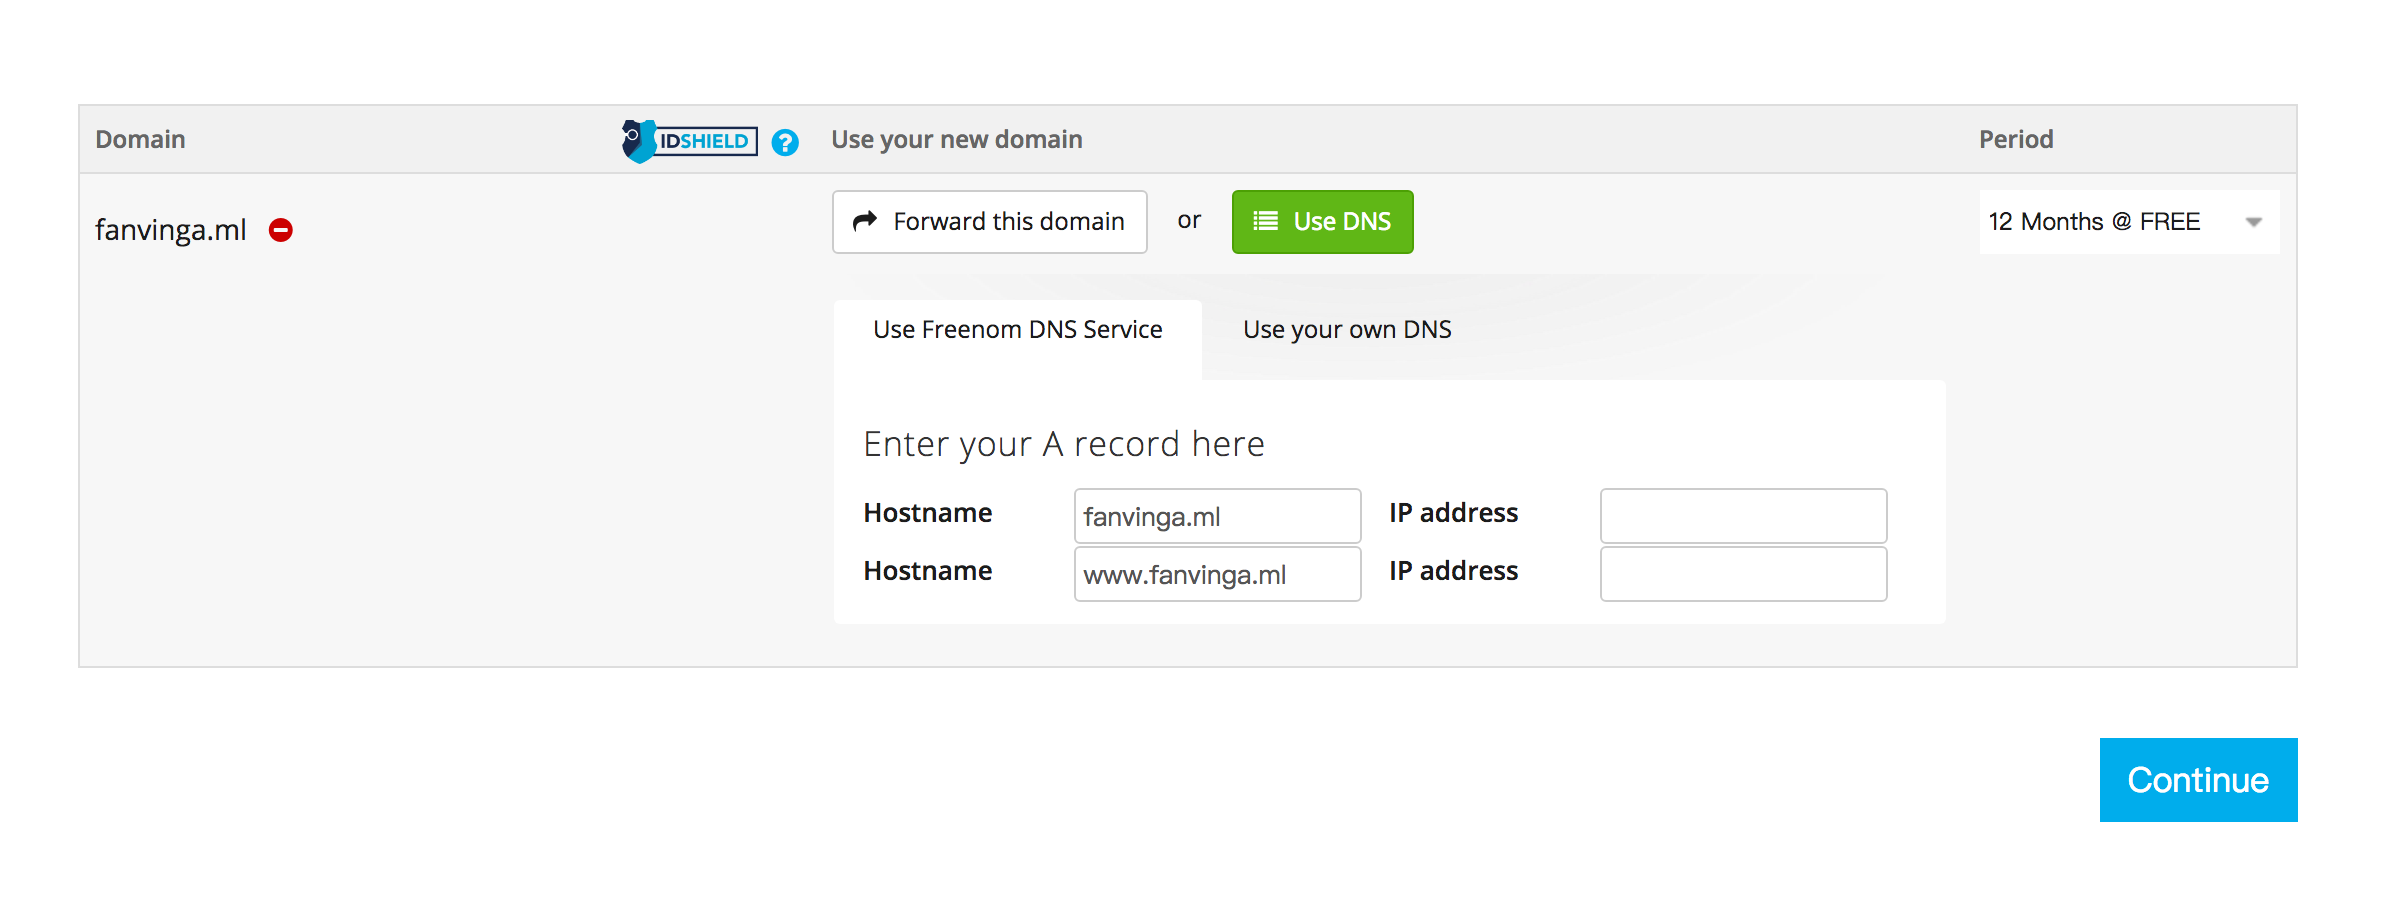 Domain IDSHIELD ? Use your new domain Period
fanvinga.ml Forward this domain or Use DNS 12 Months @ FREE
Use Freenom DNS Service Use your own DNS
Enter your A record here
Hostname fanvinga.ml IP address
Hostname www.fanvinga.ml IP address
Continue